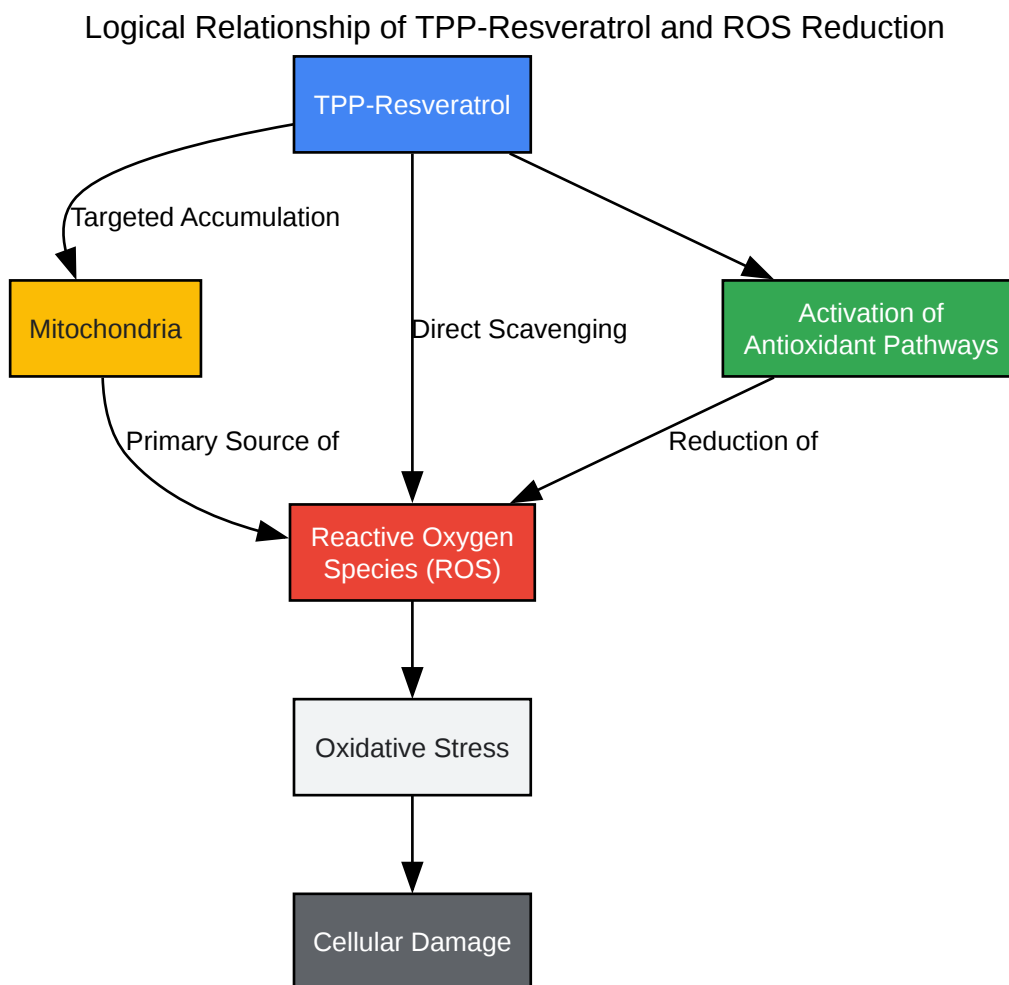 Logical Relationship of TPP-Resveratrol and ROS Reduction
TPP-Resveratrol
Targeted Accumulation
Mitochondria
Direct Scavenging
Activation of
Antioxidant Pathways
Primary Source of
Reduction of
Reactive Oxygen
Species (ROS)
Oxidative Stress
Cellular Damage